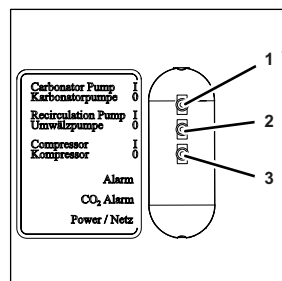 Carbonator Pump I
Karbonatorpumpe 0
Recirculation Pump I
Umwälzpumpe 0
Compressor I
Kompressor 0
Alarm
CO₂ Alarm
Power / Netz
1
2
3